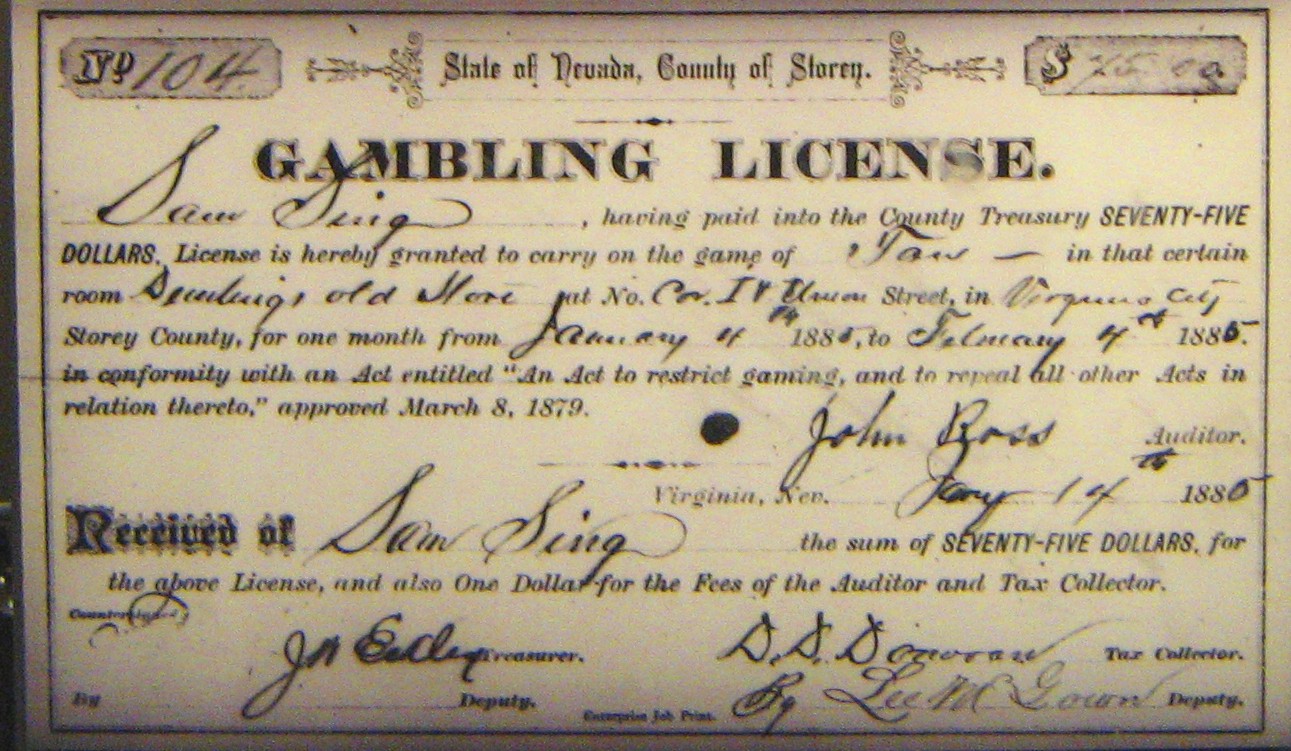 No 104. State of Nevada, County of Storey. $ 75.00
GAMBLING LICENSE.
Sam Sing, having paid into the County Treasury SEVENTY-FIVE
DOLLARS, License is hereby granted to carry on the game of "Tan — in that certain
room old Store at No. Cor. I & Union Street, in Virginia City
Storey County, for one month from January 4th 1885, to February 4th 1885.
in conformity with an Act entitled "An Act to restrict gaming, and to repeal all other Acts in
relation thereto," approved March 8, 1879.
John Ross Auditor.
Virginia, Nev. Jany 14th 1885
Received of Sam Sing the sum of SEVENTY-FIVE DOLLARS, for
the above License, and also One Dollar for the Fees of the Auditor and Tax Collector.
Countersigned
Treasurer. D. D. Donovan Tax Collector.
By Deputy. Enterprise Job Print. By Lee McGown Deputy.